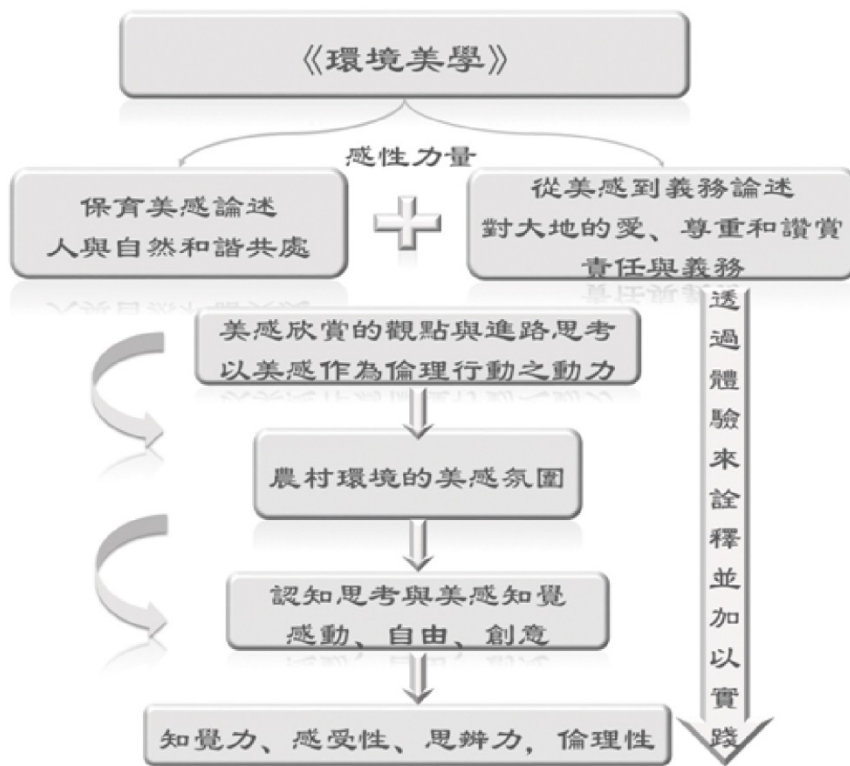 《環境美學》
感性力量
保育美感論述
人與自然和諧共處
從美感到義務論述
對大地的愛、尊重和讚賞
責任與義務
美感欣賞的觀點與進路思考
以美感作為倫理行動之動力
農村環境的美感氛圍
認知思考與美感知覺
感動、自由、創意
知覺力、感受性、思辨力，倫理性
透過體驗來詮釋並加以實踐